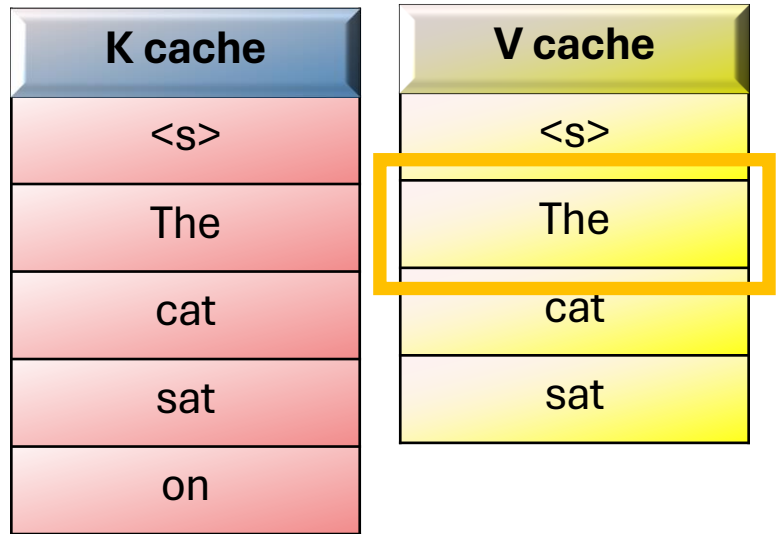 K cache
<s>
The
cat
sat
on
V cache
<s>
The
cat
sat